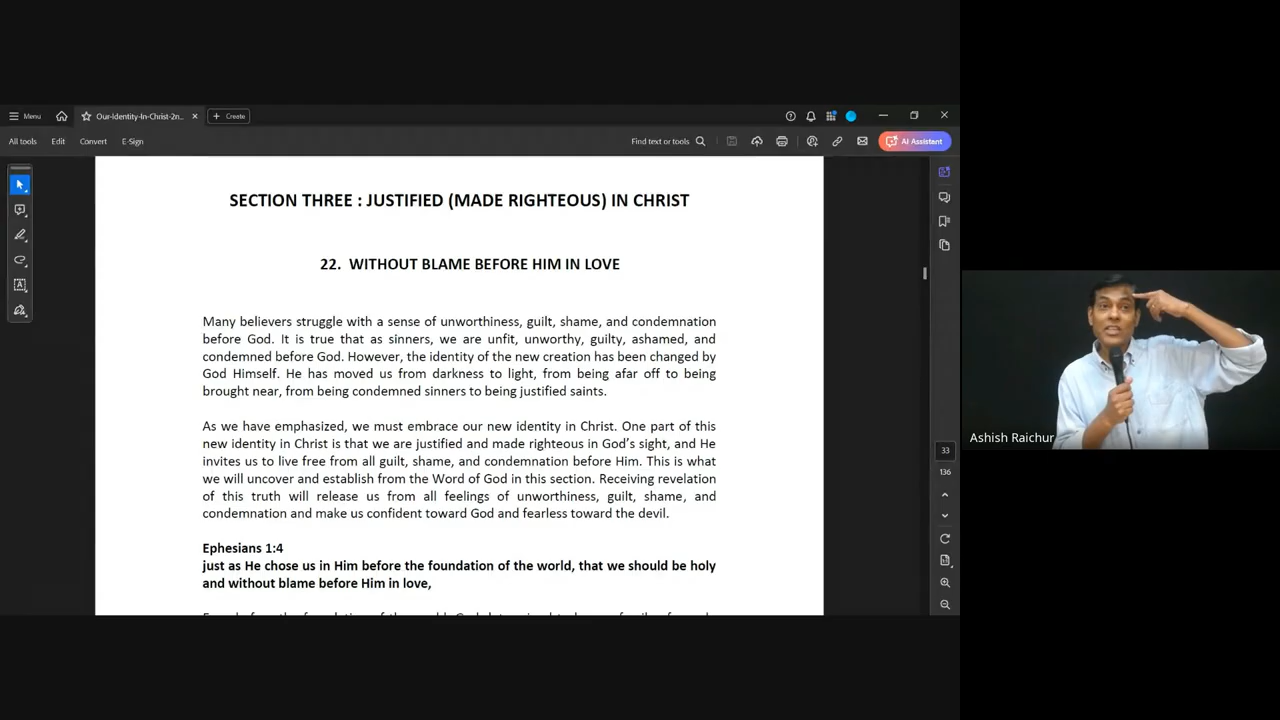 Menu
Our-Identity-In-Christ-2n...
Create
All tools
Edit
Convert
E-Sign
Find text or tools
AI Assistant
SECTION THREE : JUSTIFIED (MADE RIGHTEOUS) IN CHRIST
22. WITHOUT BLAME BEFORE HIM IN LOVE
Many believers struggle with a sense of unworthiness, guilt, shame, and condemnation
before God. It is true that as sinners, we are unfit, unworthy, guilty, ashamed, and
condemned before God. However, the identity of the new creation has been changed by
God Himself. He has moved us from darkness to light, from being afar off to being
brought near, from being condemned sinners to being justified saints.
As we have emphasized, we must embrace our new identity in Christ. One part of this
new identity in Christ is that we are justified and made righteous in God's sight, and He
invites us to live free from all guilt, shame, and condemnation before Him. This is what
we will uncover and establish from the Word of God in this section. Receiving revelation
of this truth will release us from all feelings of unworthiness, guilt, shame, and
condemnation and make us confident toward God and fearless toward the devil.
Ephesians 1:4
just as He chose us in Him before the foundation of the world, that we should be holy
and without blame before Him in love,
33
136
Ashish Raichur